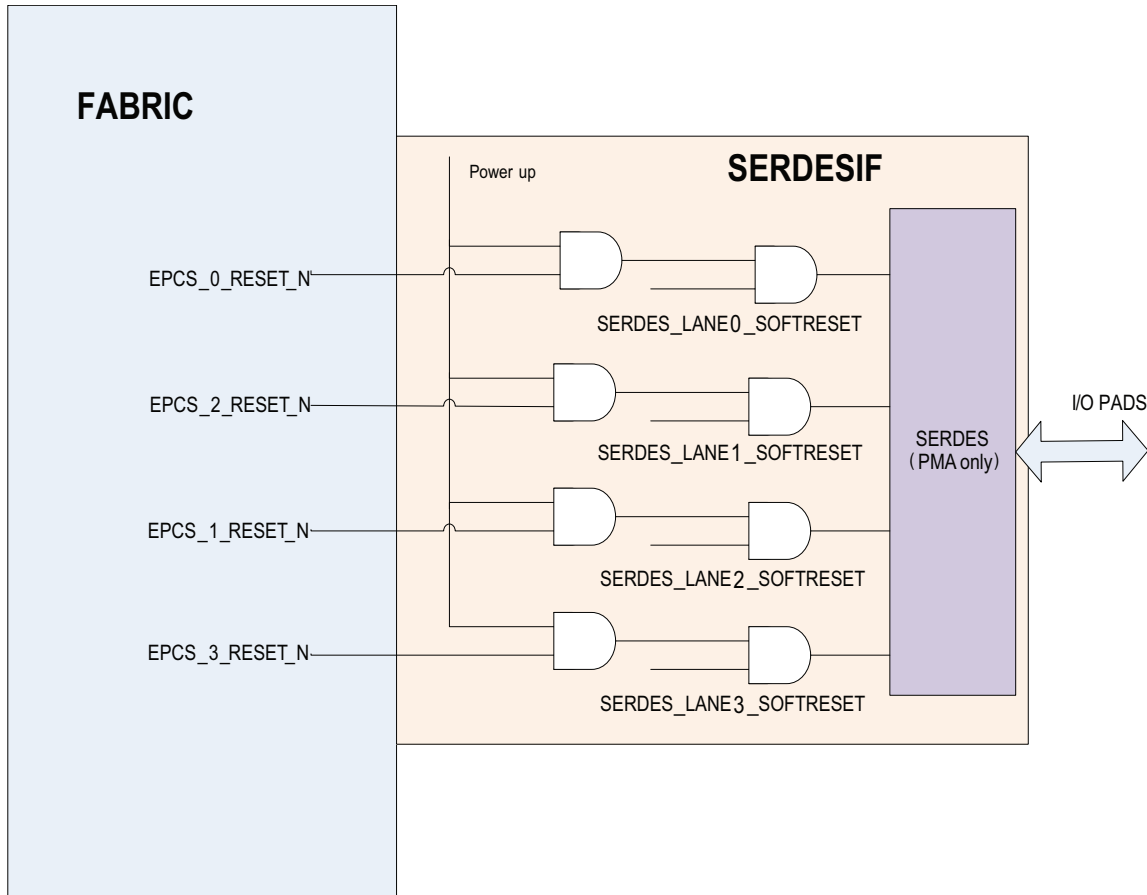 FABRIC
Power up
SERDESIF
EPCS_0_RESET_N
SERDES_LANE0_SOFTRESET
EPCS_2_RESET_N
SERDES_LANE1_SOFTRESET
I/O PADS
SERDES
(PMA only)
EPCS_1_RESET_N
SERDES_LANE2_SOFTRESET
EPCS_3_RESET_N
SERDES_LANE3_SOFTRESET